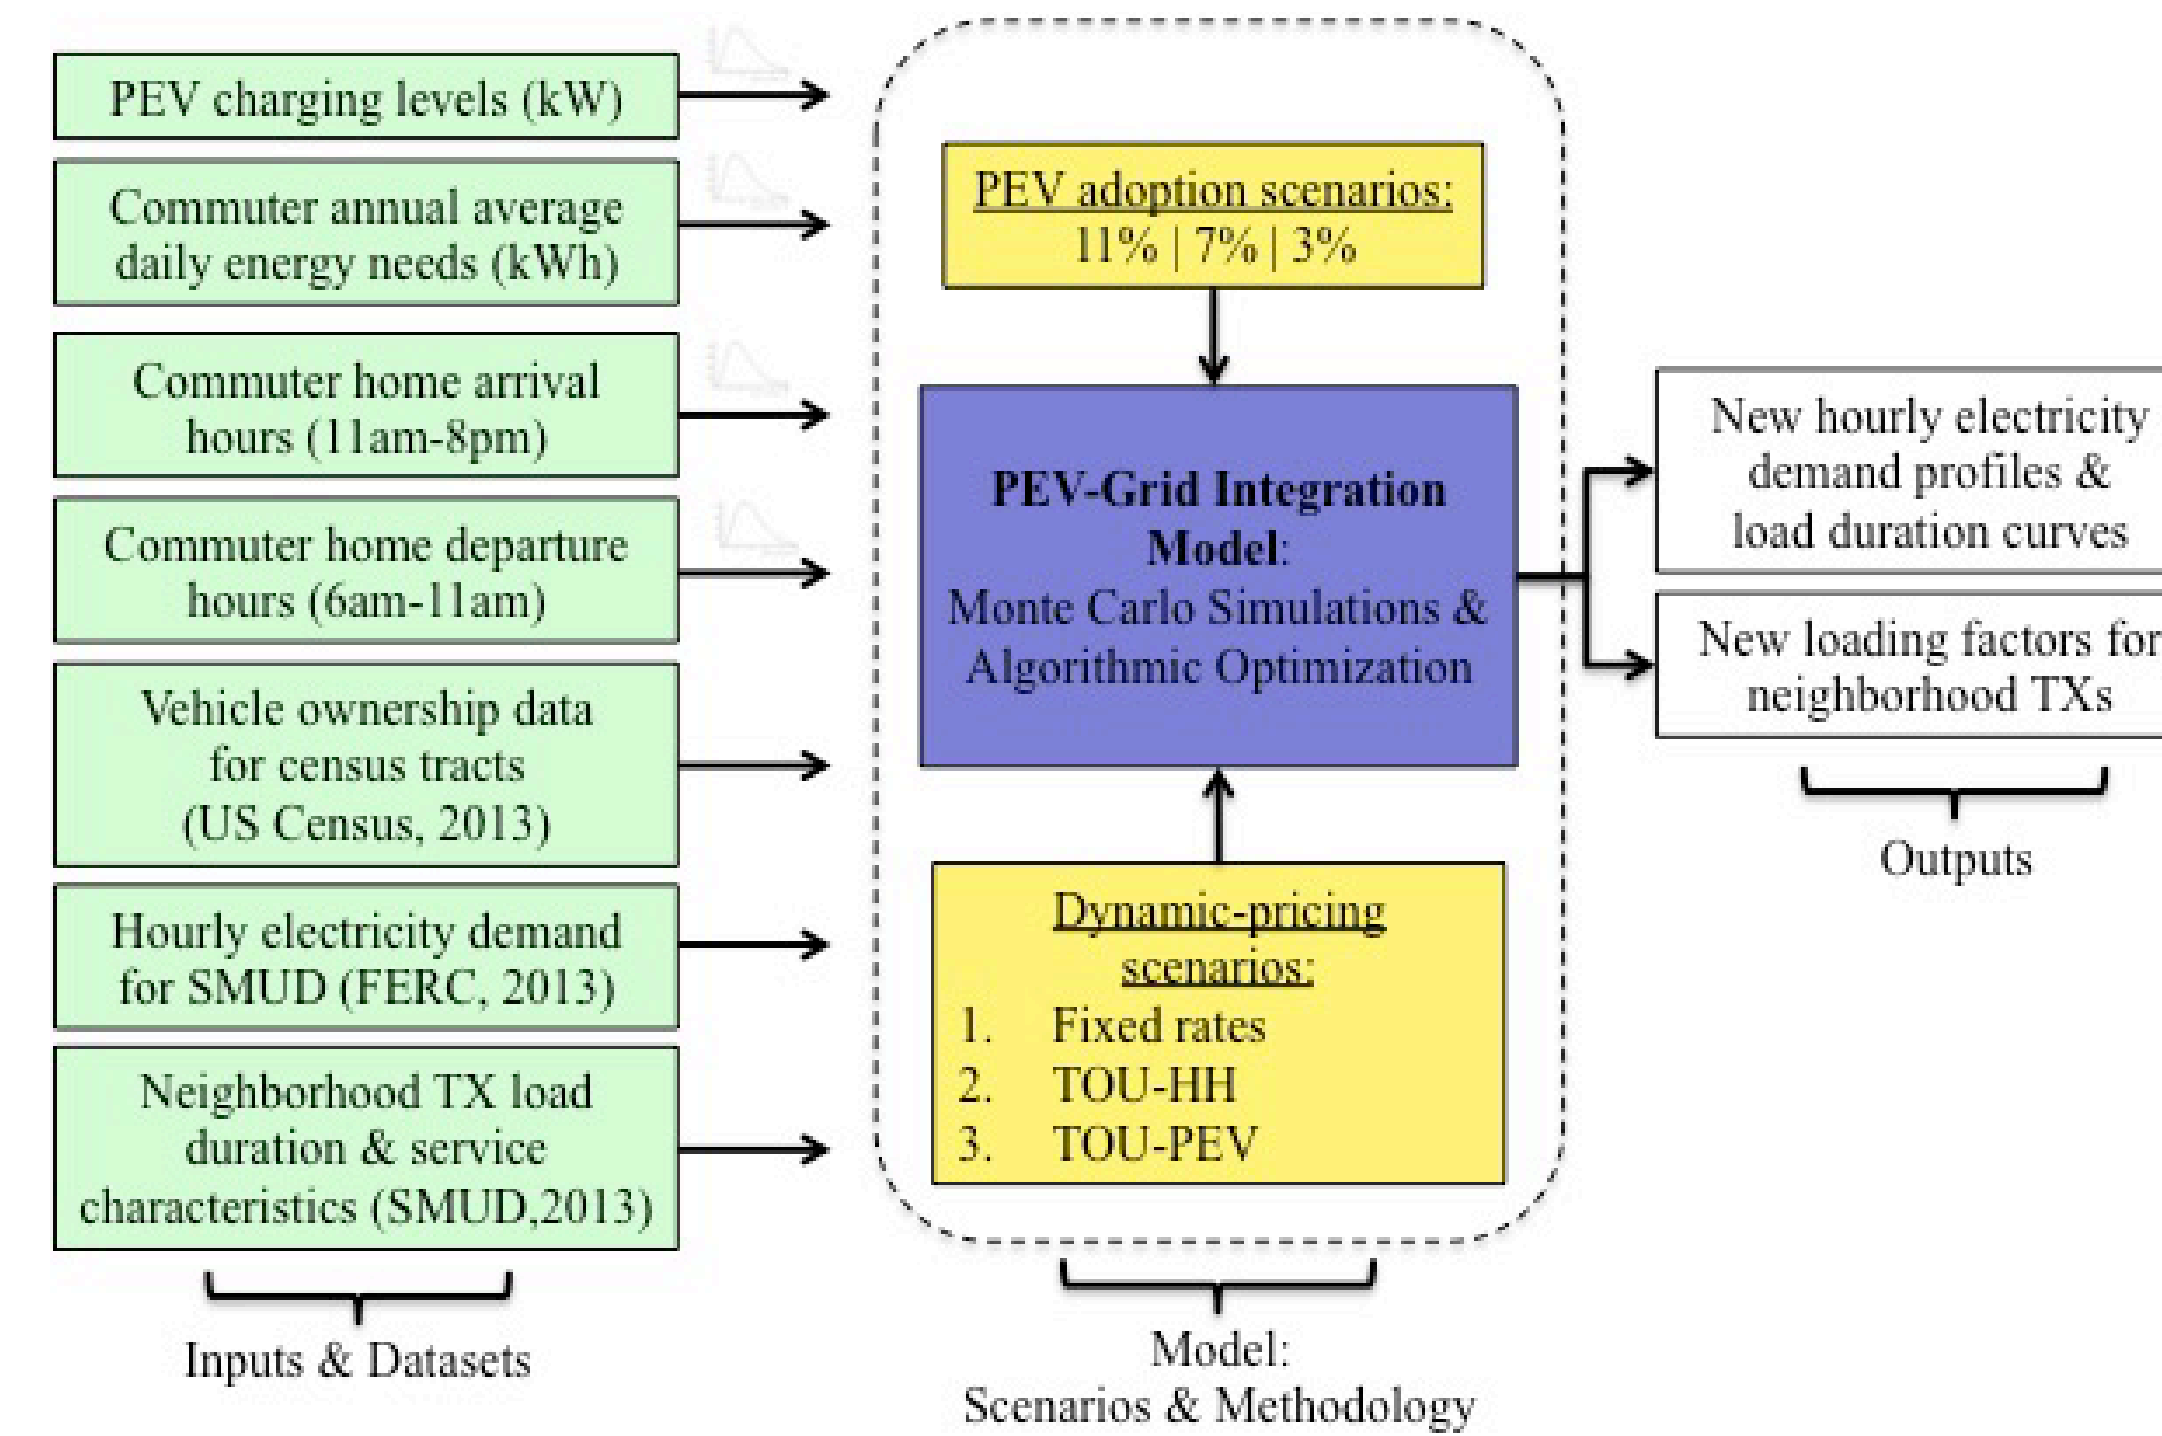 PEV charging levels (kW)
Commuter annual average
daily energy needs (kWh)
Commuter home arrival
hours (11am-8pm)
Commuter home departure
hours (6am-11am)
Vehicle ownership data
for census tracts
(US Census, 2013)
Hourly electricity demand
for SMUD (FERC, 2013)
Neighborhood TX load
duration & service
characteristics (SMUD,2013)
Inputs & Datasets
PEV adoption scenarios:
11% | 7% | 3%
PEV-Grid Integration
Model:
Monte Carlo Simulations &
Algorithmic Optimization
Dynamic-pricing
scenarios:
1. Fixed rates
2. TOU-HH
3. TOU-PEV
Model:
Scenarios & Methodology
New hourly electricity
demand profiles &
load duration curves
New loading factors for
neighborhood TXs
Outputs